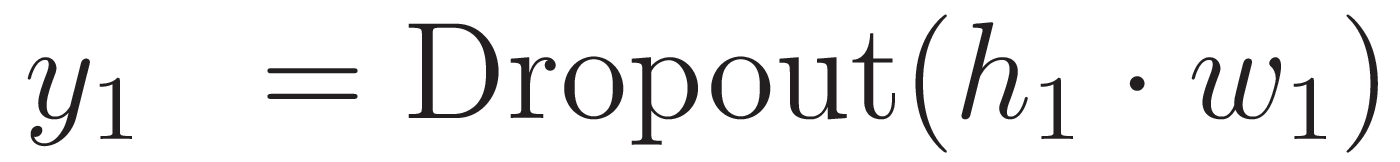 y₁ = Dropout(h₁ · w₁)